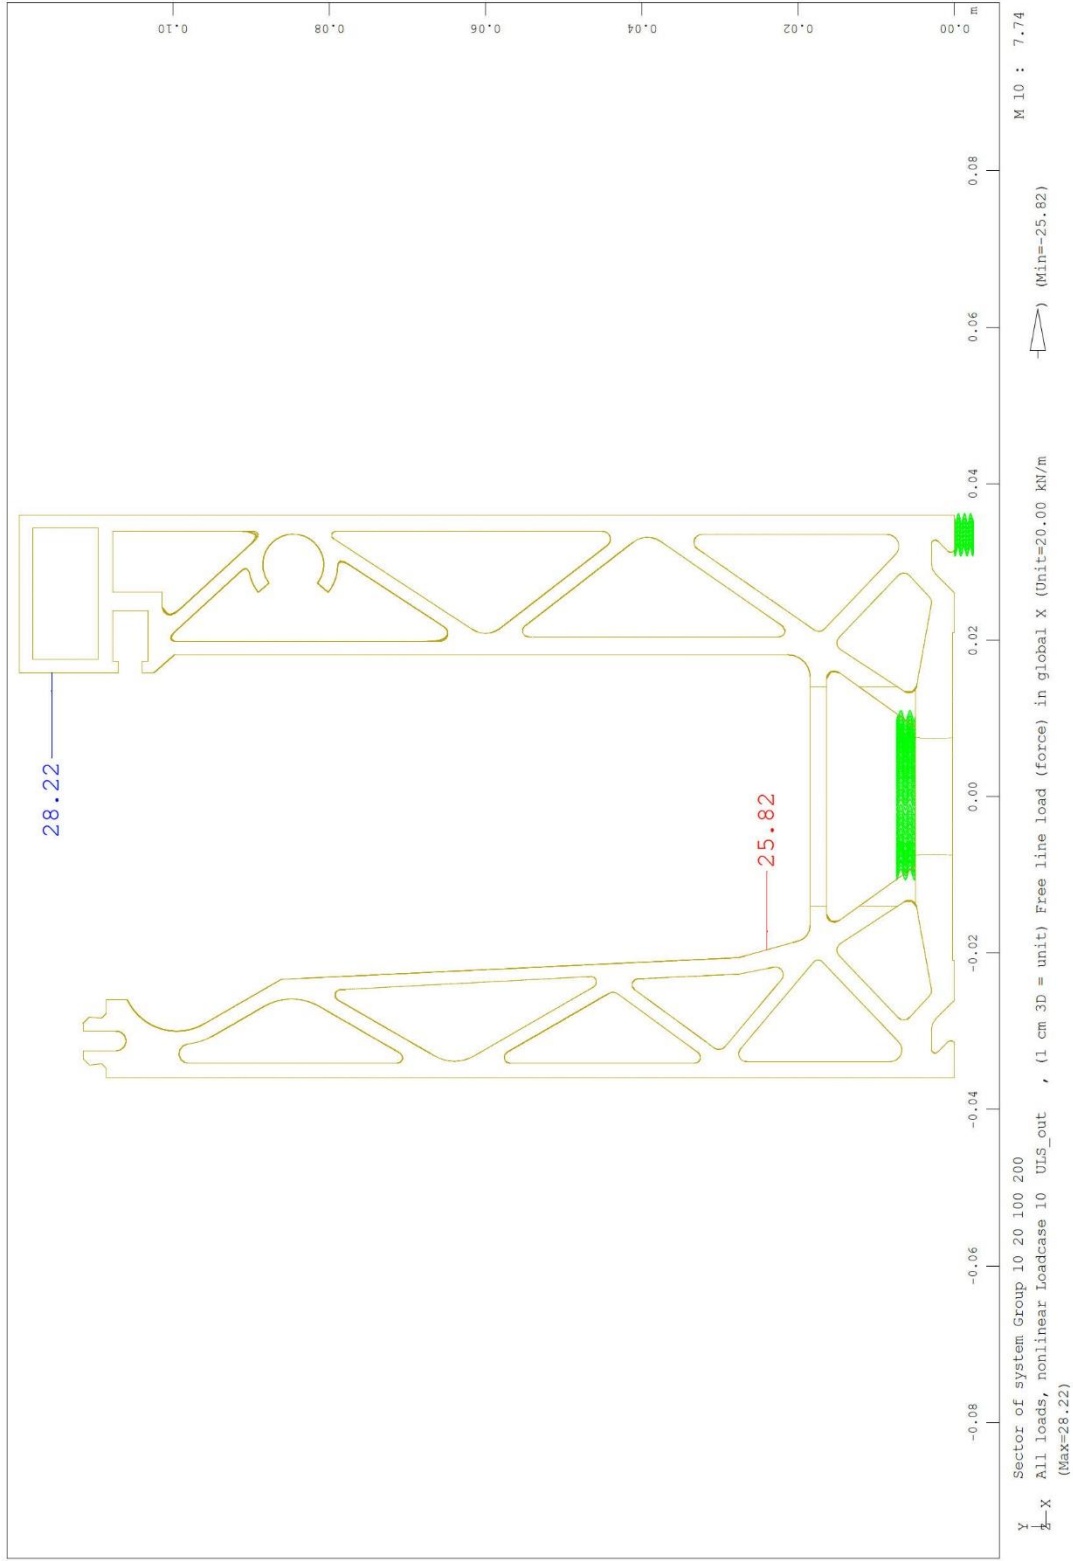 28.22
25.82
0.10
0.08
0.06
0.04
0.02
0.00
m
-0.08
-0.06
-0.04
-0.02
0.00
0.02
0.04
0.06
0.08
Y
Z
X
Sector of system Group 10 20 100 200
M 10 : 7.74
All loads, nonlinear Loadcase 10 ULS_out , (1 cm 3D = unit) Free line load (force) in global X (Unit=20.00 kN/m ) (Min=-25.82)
(Max=28.22)